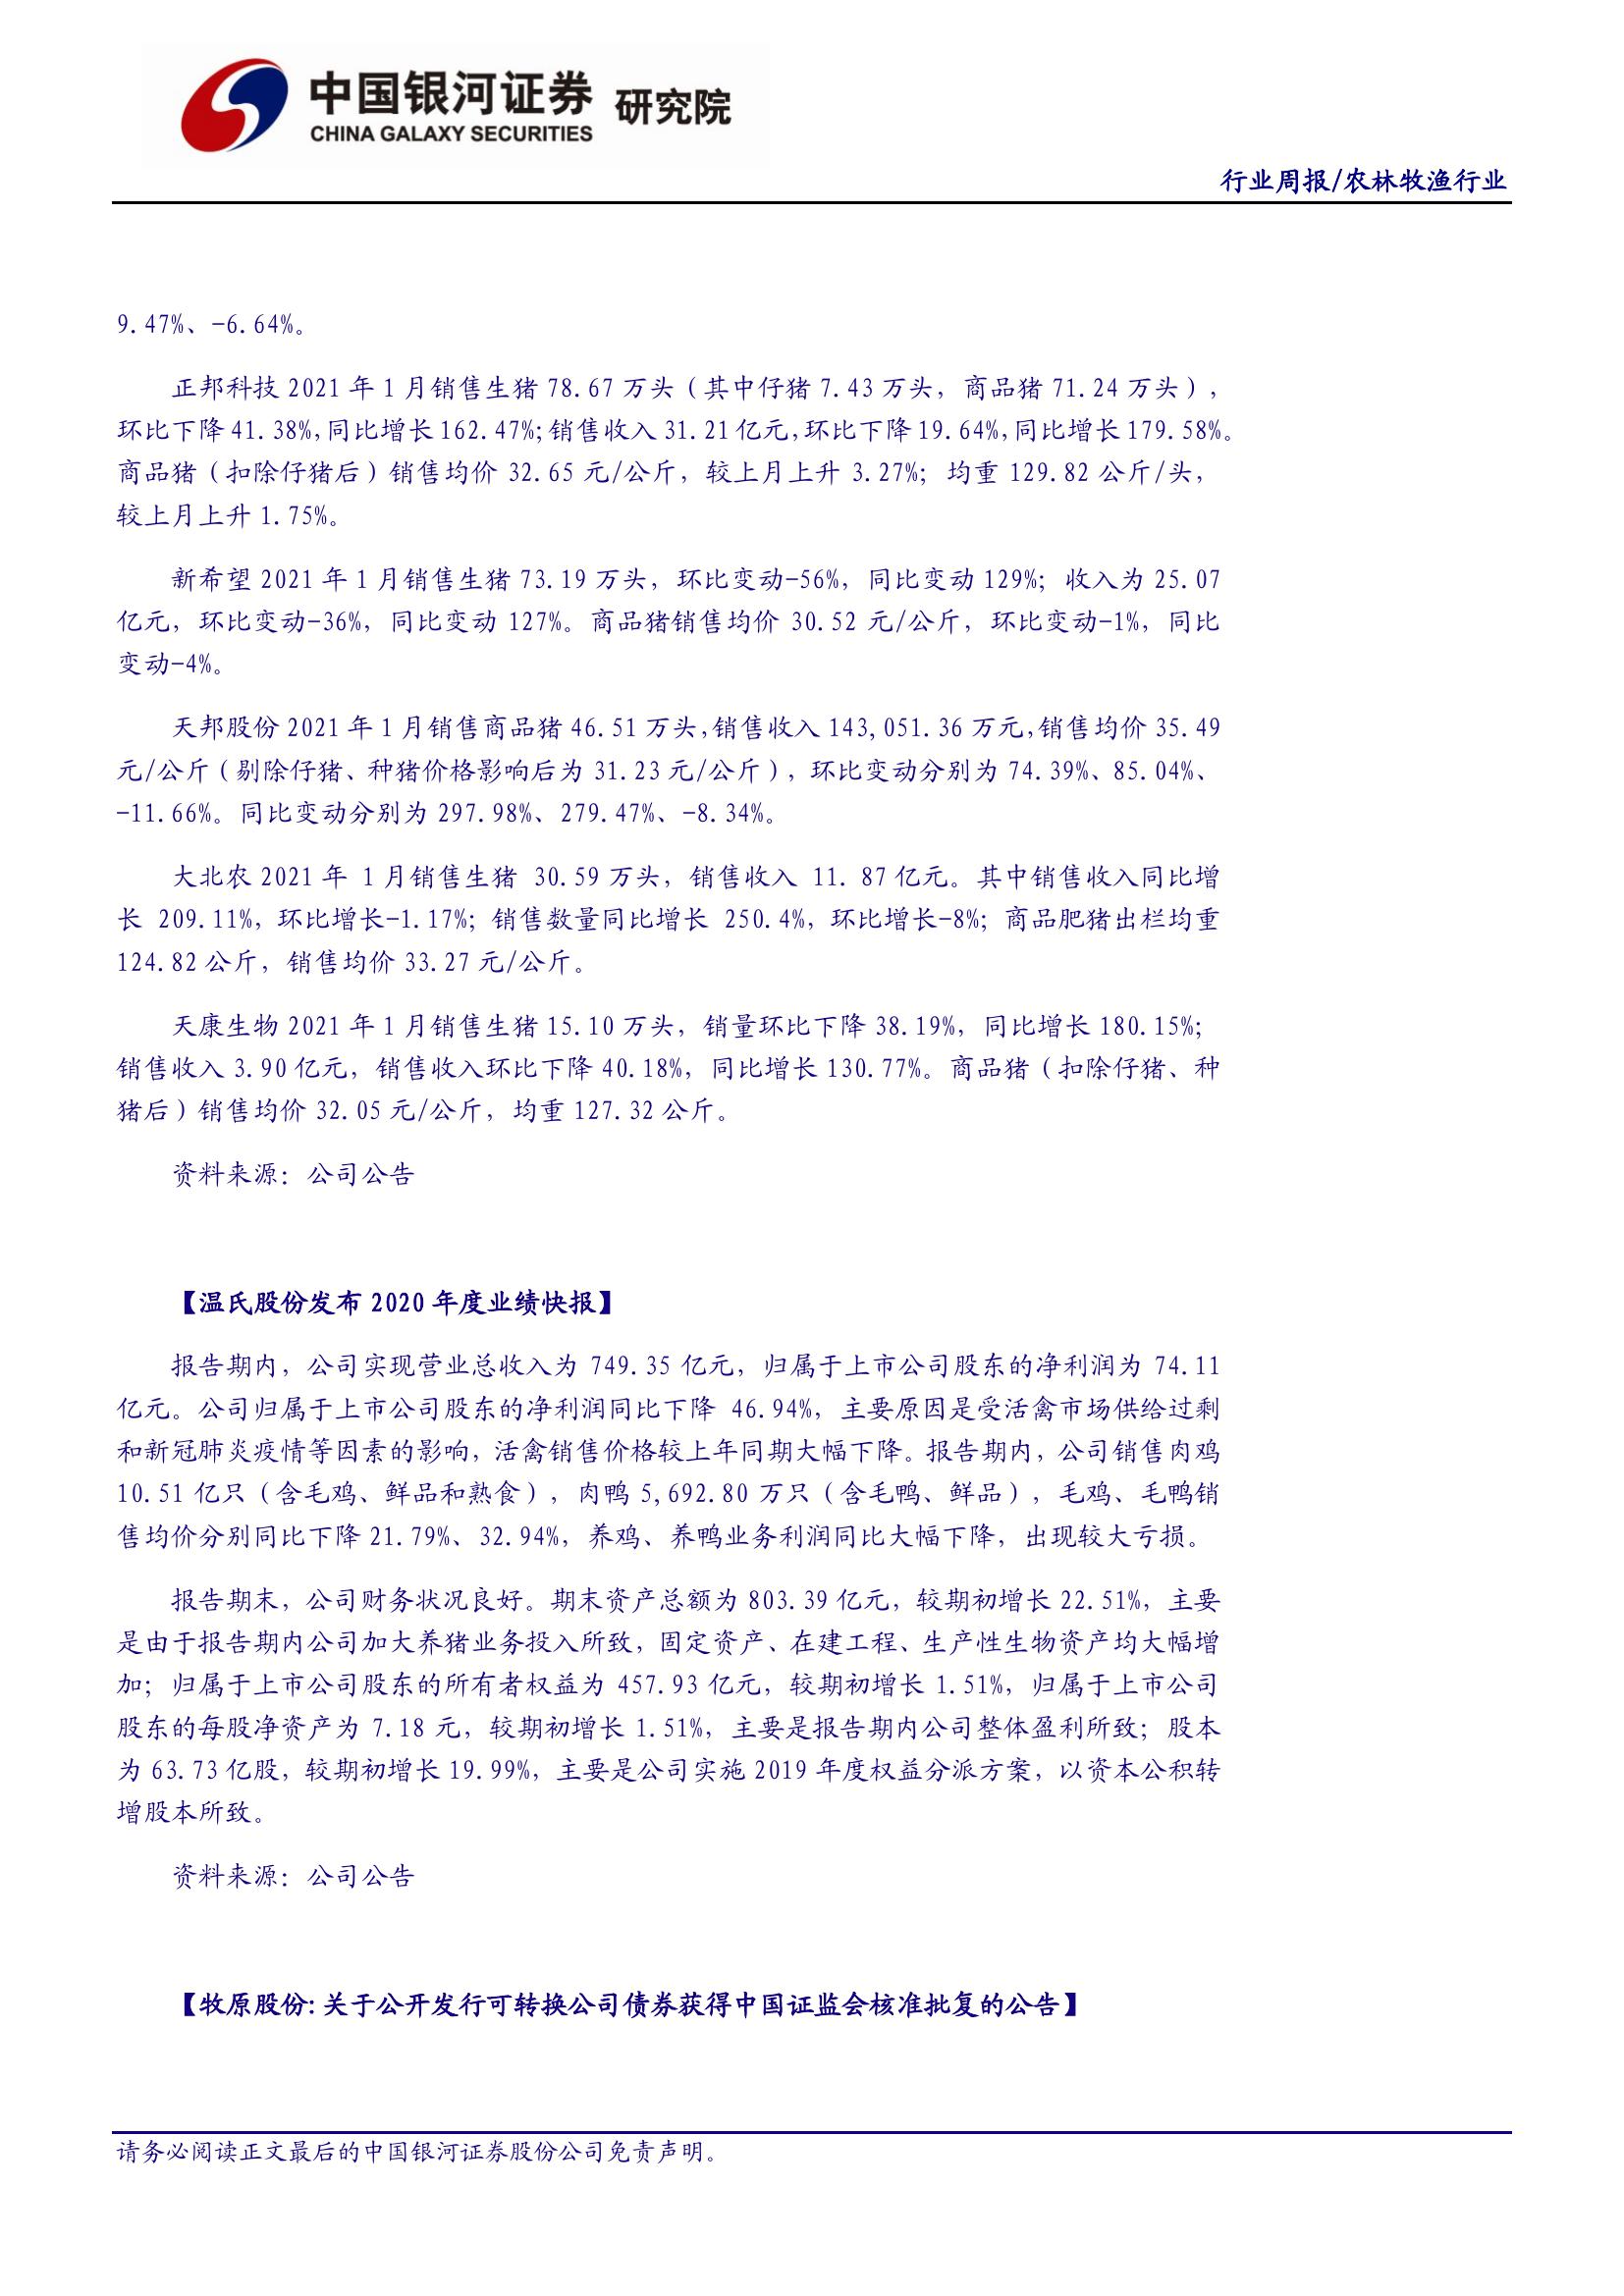 中国银河证券 研究院
CHINA GALAXY SECURITIES
行业周报/农林牧渔行业
9.47%、-6.64%。
正邦科技 2021 年 1 月销售生猪 78.67 万头（其中仔猪 7.43 万头，商品猪 71.24 万头），
环比下降 41.38%,同比增长 162.47%;销售收入 31.21 亿元,环比下降 19.64%,同比增长 179.58%。
商品猪（扣除仔猪后）销售均价 32.65 元/公斤，较上月上升 3.27%；均重 129.82 公斤/头，
较上月上升 1.75%。
新希望 2021 年 1 月销售生猪 73.19 万头，环比变动-56%，同比变动 129%；收入为 25.07
亿元，环比变动-36%，同比变动 127%。商品猪销售均价 30.52 元/公斤，环比变动-1%，同比
变动-4%。
天邦股份 2021 年 1 月销售商品猪 46.51 万头,销售收入 143,051.36 万元,销售均价 35.49
元/公斤（剔除仔猪、种猪价格影响后为 31.23 元/公斤），环比变动分别为 74.39%、85.04%、
-11.66%。同比变动分别为 297.98%、279.47%、-8.34%。
大北农 2021 年 1 月销售生猪 30.59 万头，销售收入 11. 87 亿元。其中销售收入同比增
长 209.11%，环比增长-1.17%；销售数量同比增长 250.4%，环比增长-8%；商品肥猪出栏均重
124.82 公斤，销售均价 33.27 元/公斤。
天康生物 2021 年 1 月销售生猪 15.10 万头，销量环比下降 38.19%，同比增长 180.15%；
销售收入 3.90 亿元，销售收入环比下降 40.18%，同比增长 130.77%。商品猪（扣除仔猪、种
猪后）销售均价 32.05 元/公斤，均重 127.32 公斤。
资料来源：公司公告
【温氏股份发布 2020 年度业绩快报】
报告期内，公司实现营业总收入为 749.35 亿元，归属于上市公司股东的净利润为 74.11
亿元。公司归属于上市公司股东的净利润同比下降 46.94%，主要原因是受活禽市场供给过剩
和新冠肺炎疫情等因素的影响，活禽销售价格较上年同期大幅下降。报告期内，公司销售肉鸡
10.51 亿只（含毛鸡、鲜品和熟食），肉鸭 5,692.80 万只（含毛鸭、鲜品），毛鸡、毛鸭销
售均价分别同比下降 21.79%、32.94%，养鸡、养鸭业务利润同比大幅下降，出现较大亏损。
报告期末，公司财务状况良好。期末资产总额为 803.39 亿元，较期初增长 22.51%，主要
是由于报告期内公司加大养猪业务投入所致，固定资产、在建工程、生产性生物资产均大幅增
加；归属于上市公司股东的所有者权益为 457.93 亿元，较期初增长 1.51%，归属于上市公司
股东的每股净资产为 7.18 元，较期初增长 1.51%，主要是报告期内公司整体盈利所致；股本
为 63.73 亿股，较期初增长 19.99%，主要是公司实施 2019 年度权益分派方案，以资本公积转
增股本所致。
资料来源：公司公告
【牧原股份:关于公开发行可转换公司债券获得中国证监会核准批复的公告】
请务必阅读正文最后的中国银河证券股份公司免责声明。